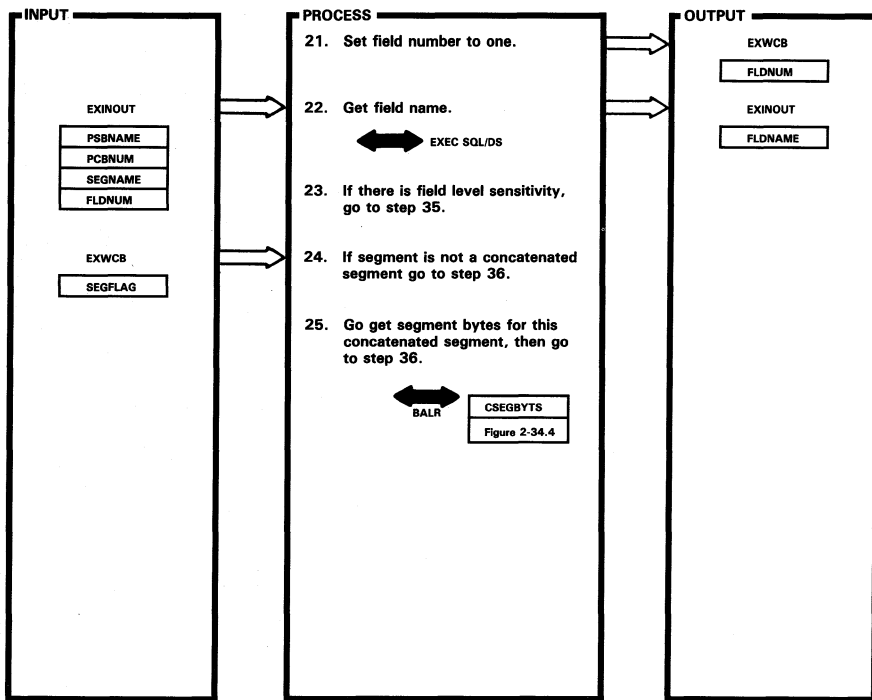 INPUT
EXINOUT
PSBNAME
PCBNUM
SEGNAME
FLDNUM
EXWCB
SEGFLAG
PROCESS
21. Set field number to one.
22. Get field name.
EXEC SQL/DS
23. If there is field level sensitivity,
go to step 35.
24. If segment is not a concatenated
segment go to step 36.
25. Go get segment bytes for this
concatenated segment, then go
to step 36.
BALR
CSEGBYTS
Figure 2-34.4
OUTPUT
EXWCB
FLDNUM
EXINOUT
FLDNAME